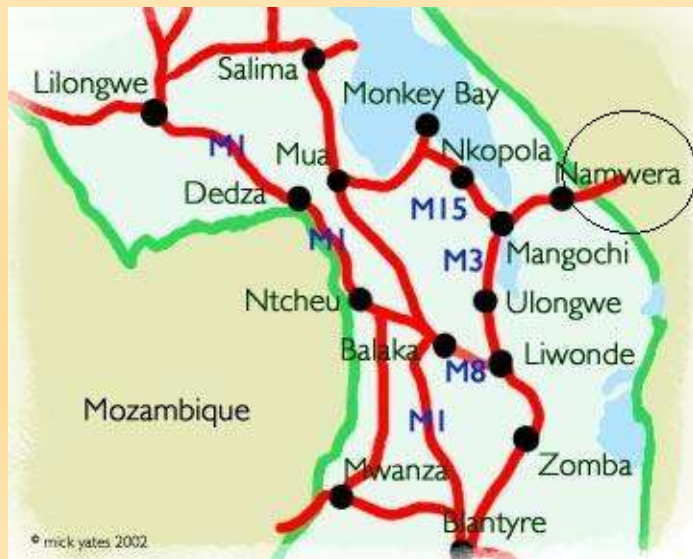 Lilongwe
Salima
Monkey Bay
M1
Mua
Nkopola
Namwera
Dedza
M15
M1
M3
Mangochi
Ntcheu
Ulongwe
Balaka
Liwonde
M8
Mozambique
M1
Mwanza
Zomba
Blantyre
© mick yates 2002